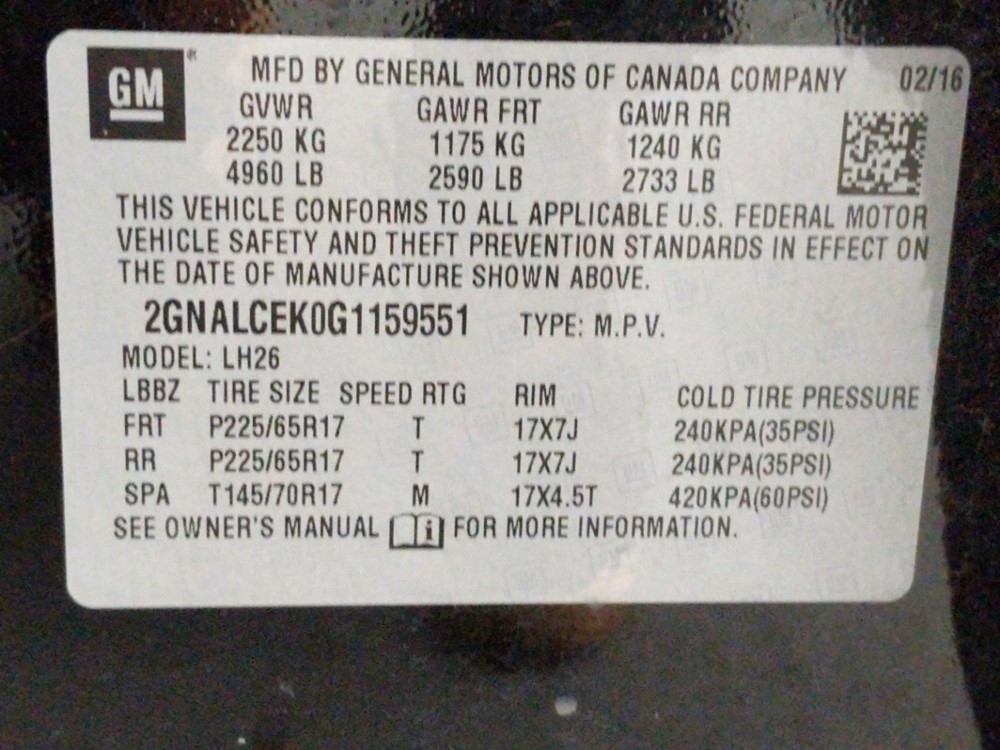 GM ® MFD BY GENERAL MOTORS OF CANADA COMPANY 02/16
GVWR GAWR FRT GAWR RR
2250 KG 1175 KG 1240 KG
4960 LB 2590 LB 2733 LB
THIS VEHICLE CONFORMS TO ALL APPLICABLE U.S. FEDERAL MOTOR
VEHICLE SAFETY AND THEFT PREVENTION STANDARDS IN EFFECT ON
THE DATE OF MANUFACTURE SHOWN ABOVE.
2GNALCEK0G1159551 TYPE: M.P.V.
MODEL: LH26
LBBZ TIRE SIZE SPEED RTG RIM COLD TIRE PRESSURE
FRT P225/65R17 T 17X7J 240KPA(35PSI)
RR P225/65R17 T 17X7J 240KPA(35PSI)
SPA T145/70R17 M 17X4.5T 420KPA(60PSI)
SEE OWNER'S MANUAL i FOR MORE INFORMATION.